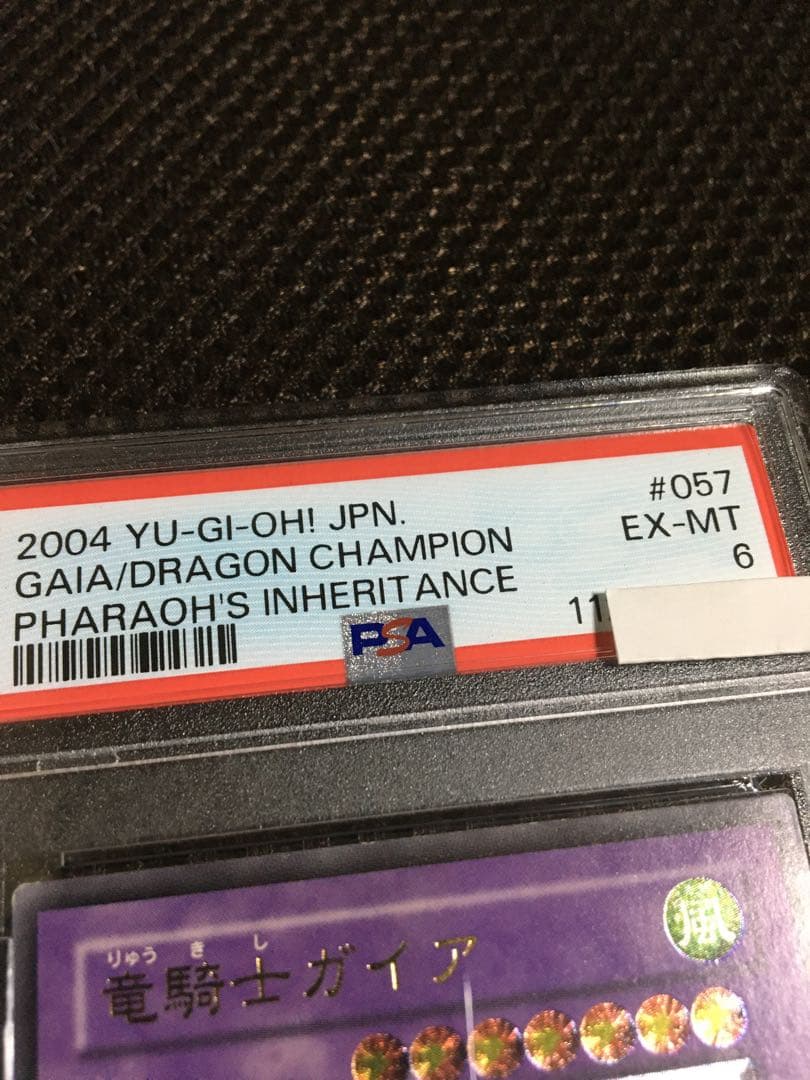 2004 YU-GI-OH! JPN.
GAIA/DRAGON CHAMPION
PHARAOH'S INHERITANCE
#057
EX-MT
6
11
PSA
りゅう き し
竜騎士ガイア
風